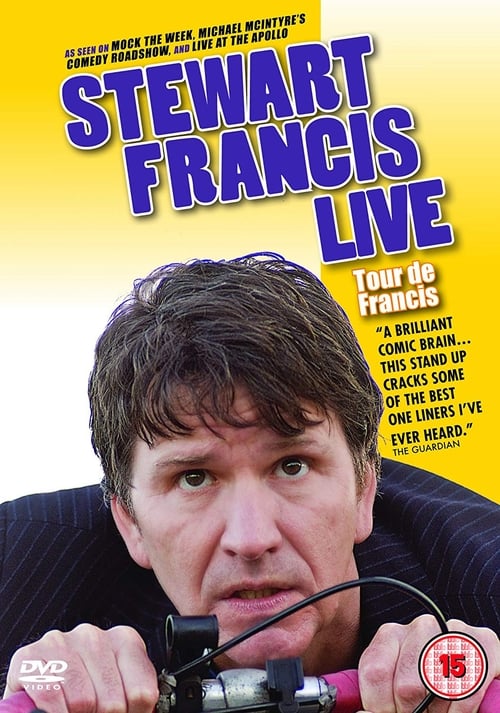 AS SEEN ON MOCK THE WEEK, MICHAEL MCINTYRE'S
COMEDY ROADSHOW, AND LIVE AT THE APOLLO
STEWART
FRANCIS
LIVE
Tour de
Francis
"A BRILLIANT
COMIC BRAIN...
THIS STAND UP
CRACKS SOME
OF THE BEST
ONE LINERS I'VE
EVER HEARD."
THE GUARDIAN
DVD
VIDEO
15